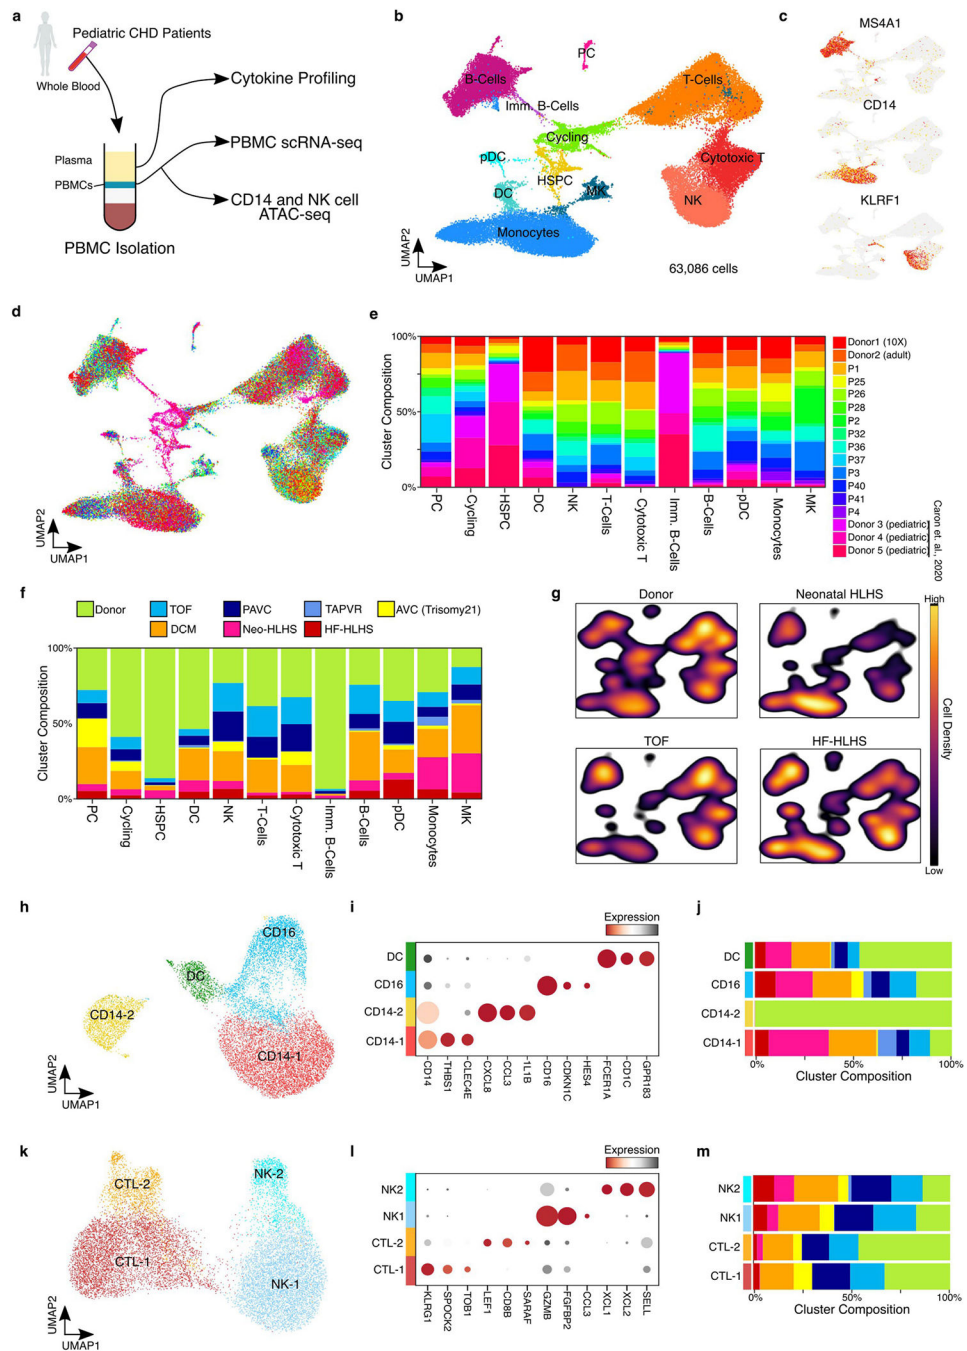 a
Pediatric CHD Patients
Whole Blood
Cytokine Profiling
PBMC scRNA-seq
Plasma
PBMCs
CD14 and NK cell
ATAC-seq
PBMC Isolation
b
PC
B-Cells
T-Cells
Imm. B-Cells
Cycling
pDC
Cytotoxic T
HSPC
DC
MK
NK
Monocytes
UMAP2
UMAP1
63,086 cells
c
MS4A1
CD14
KLRF1
d
UMAP2
UMAP1
e
100%
50%
0%
Cluster Composition
PC
Cycling
HSPC
DC
NK
T-Cells
Cytotoxic T
Imm. B-Cells
B-Cells
pDC
Monocytes
MK
Donor1 (10X)
Donor2 (adult)
P1
P25
P26
P28
P2
P32
P36
P37
P3
P40
P41
P4
Donor 3 (pediatric)
Donor 4 (pediatric)
Donor 5 (pediatric)
Caron et. al., 2020
f
Donor
TOF
PAVC
TAPVR
AVC (Trisomy21)
DCM
Neo-HLHS
HF-HLHS
100%
50%
0%
Cluster Composition
PC
Cycling
HSPC
DC
NK
T-Cells
Cytotoxic T
Imm. B-Cells
B-Cells
pDC
Monocytes
MK
g
Donor
Neonatal HLHS
TOF
HF-HLHS
High
Cell Density
Low
h
CD16
DC
CD14-2
CD14-1
UMAP2
UMAP1
i
Expression
DC
CD16
CD14-2
CD14-1
CD14
THBS1
CLEC4E
CXCL8
CCL3
IL1B
CD16
CDKN1C
HES4
FCER1A
CD1C
GPR183
j
DC
CD16
CD14-2
CD14-1
0%
50%
100%
Cluster Composition
k
CTL-2
NK-2
CTL-1
NK-1
UMAP2
UMAP1
l
Expression
NK2
NK1
CTL-2
CTL-1
KLRG1
SPOCK2
TOB1
LEF1
CD8B
SARAF
GZMB
FGFBP2
CCL3
XCL1
XCL2
SELL
m
NK2
NK1
CTL-2
CTL-1
0%
50%
100%
Cluster Composition